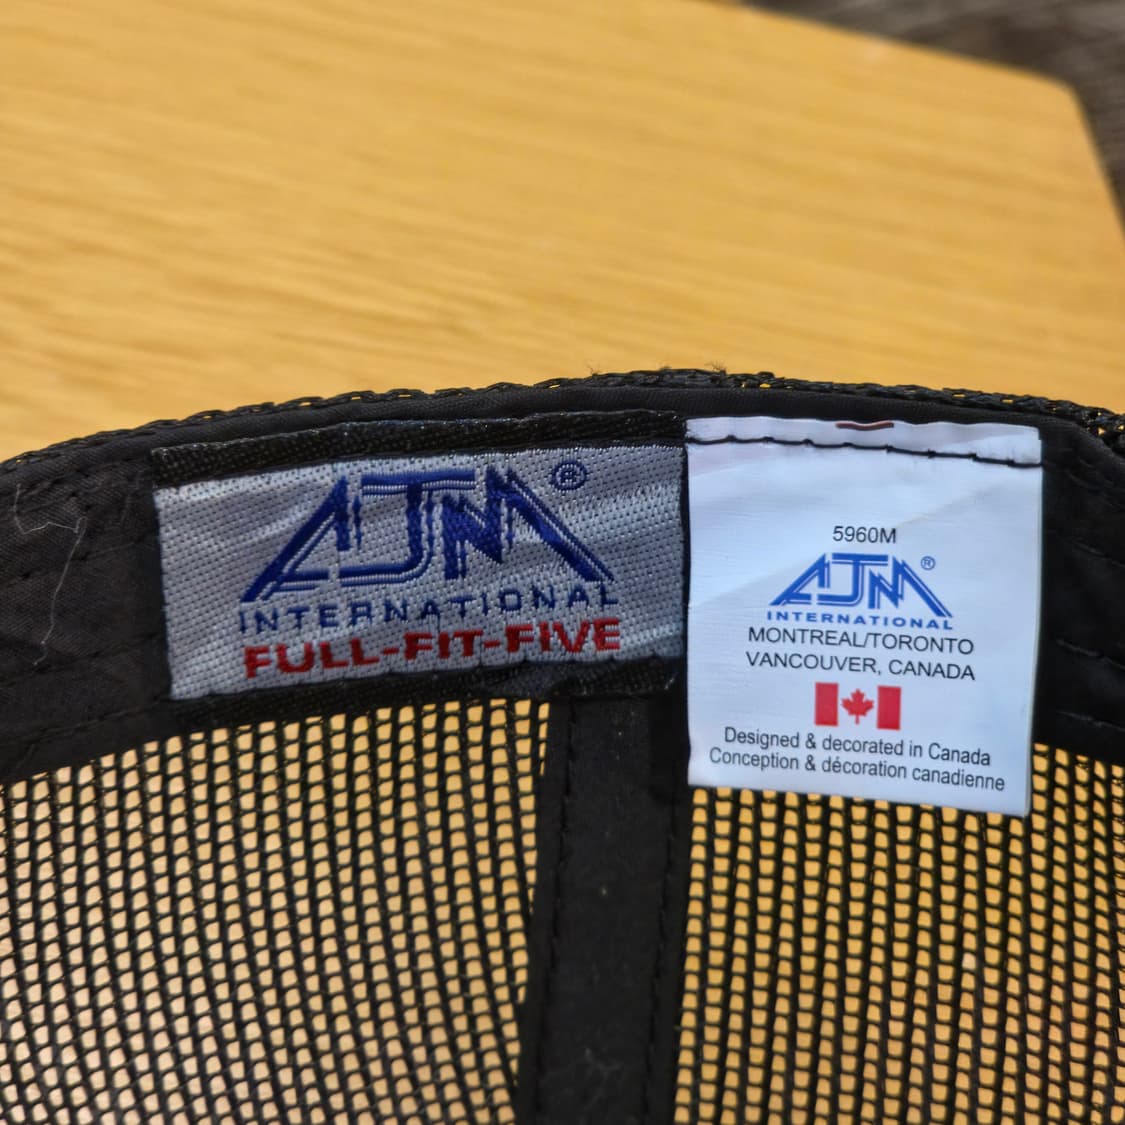 AJM®
INTERNATIONAL
FULL-FIT-FIVE
5960M
AJM®
INTERNATIONAL
MONTREAL/TORONTO
VANCOUVER, CANADA
Designed & decorated in Canada
Conception & décoration canadienne